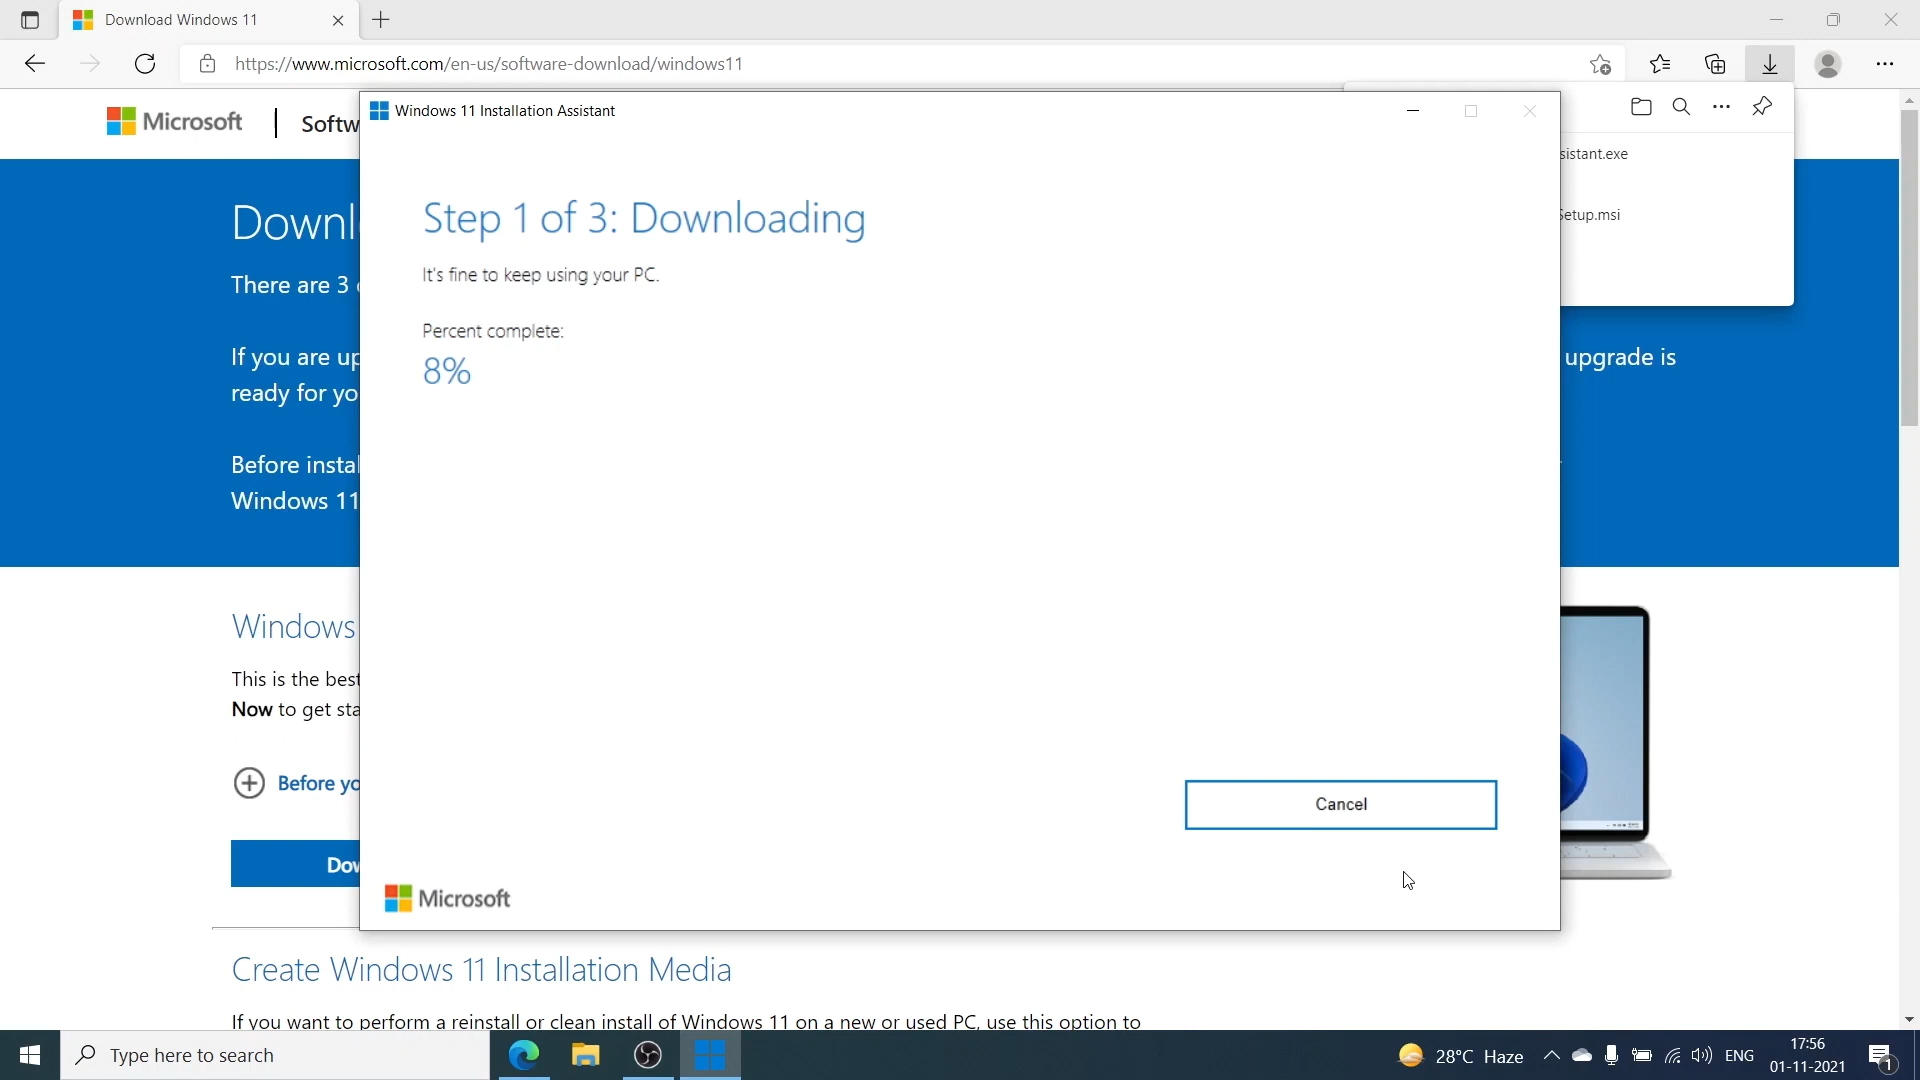 Download Windows 11
https://www.microsoft.com/en-us/software-download/windows11
Microsoft
Softw
Windows 11 Installation Assistant
sistant.exe
Setup.msi
Step 1 of 3: Downloading
It's fine to keep using your PC.
Percent complete:
8%
Cancel
Microsoft
Downl
There are 3
If you are up
upgrade is
ready for yo
Before instal
Windows 11
Windows
This is the best
Now to get sta
Before yo
Dow
Create Windows 11 Installation Media
If you want to perform a reinstall or clean install of Windows 11 on a new or used PC, use this option to
Type here to search
28°C Haze
ENG
17:56
01-11-2021
1